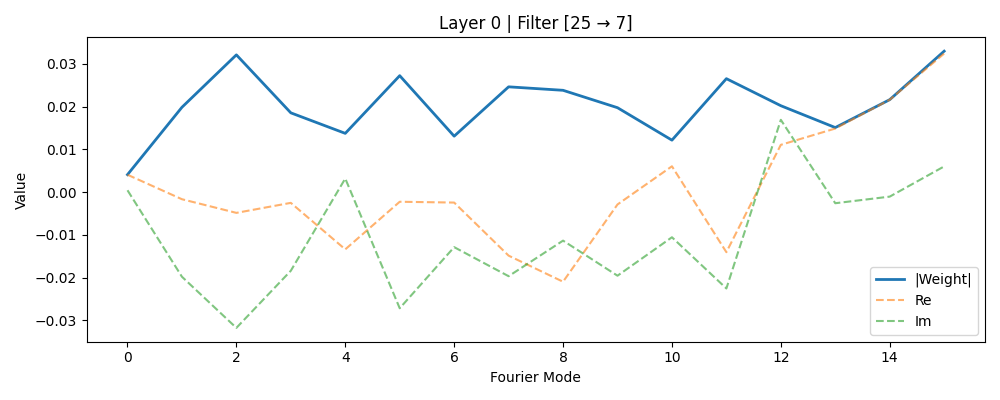 Layer 0 | Filter [25 → 7]
Value
0.03
0.02
0.01
0.00
−0.01
−0.02
−0.03
0 2 4 6 8 10 12 14
Fourier Mode
|Weight|
Re
Im